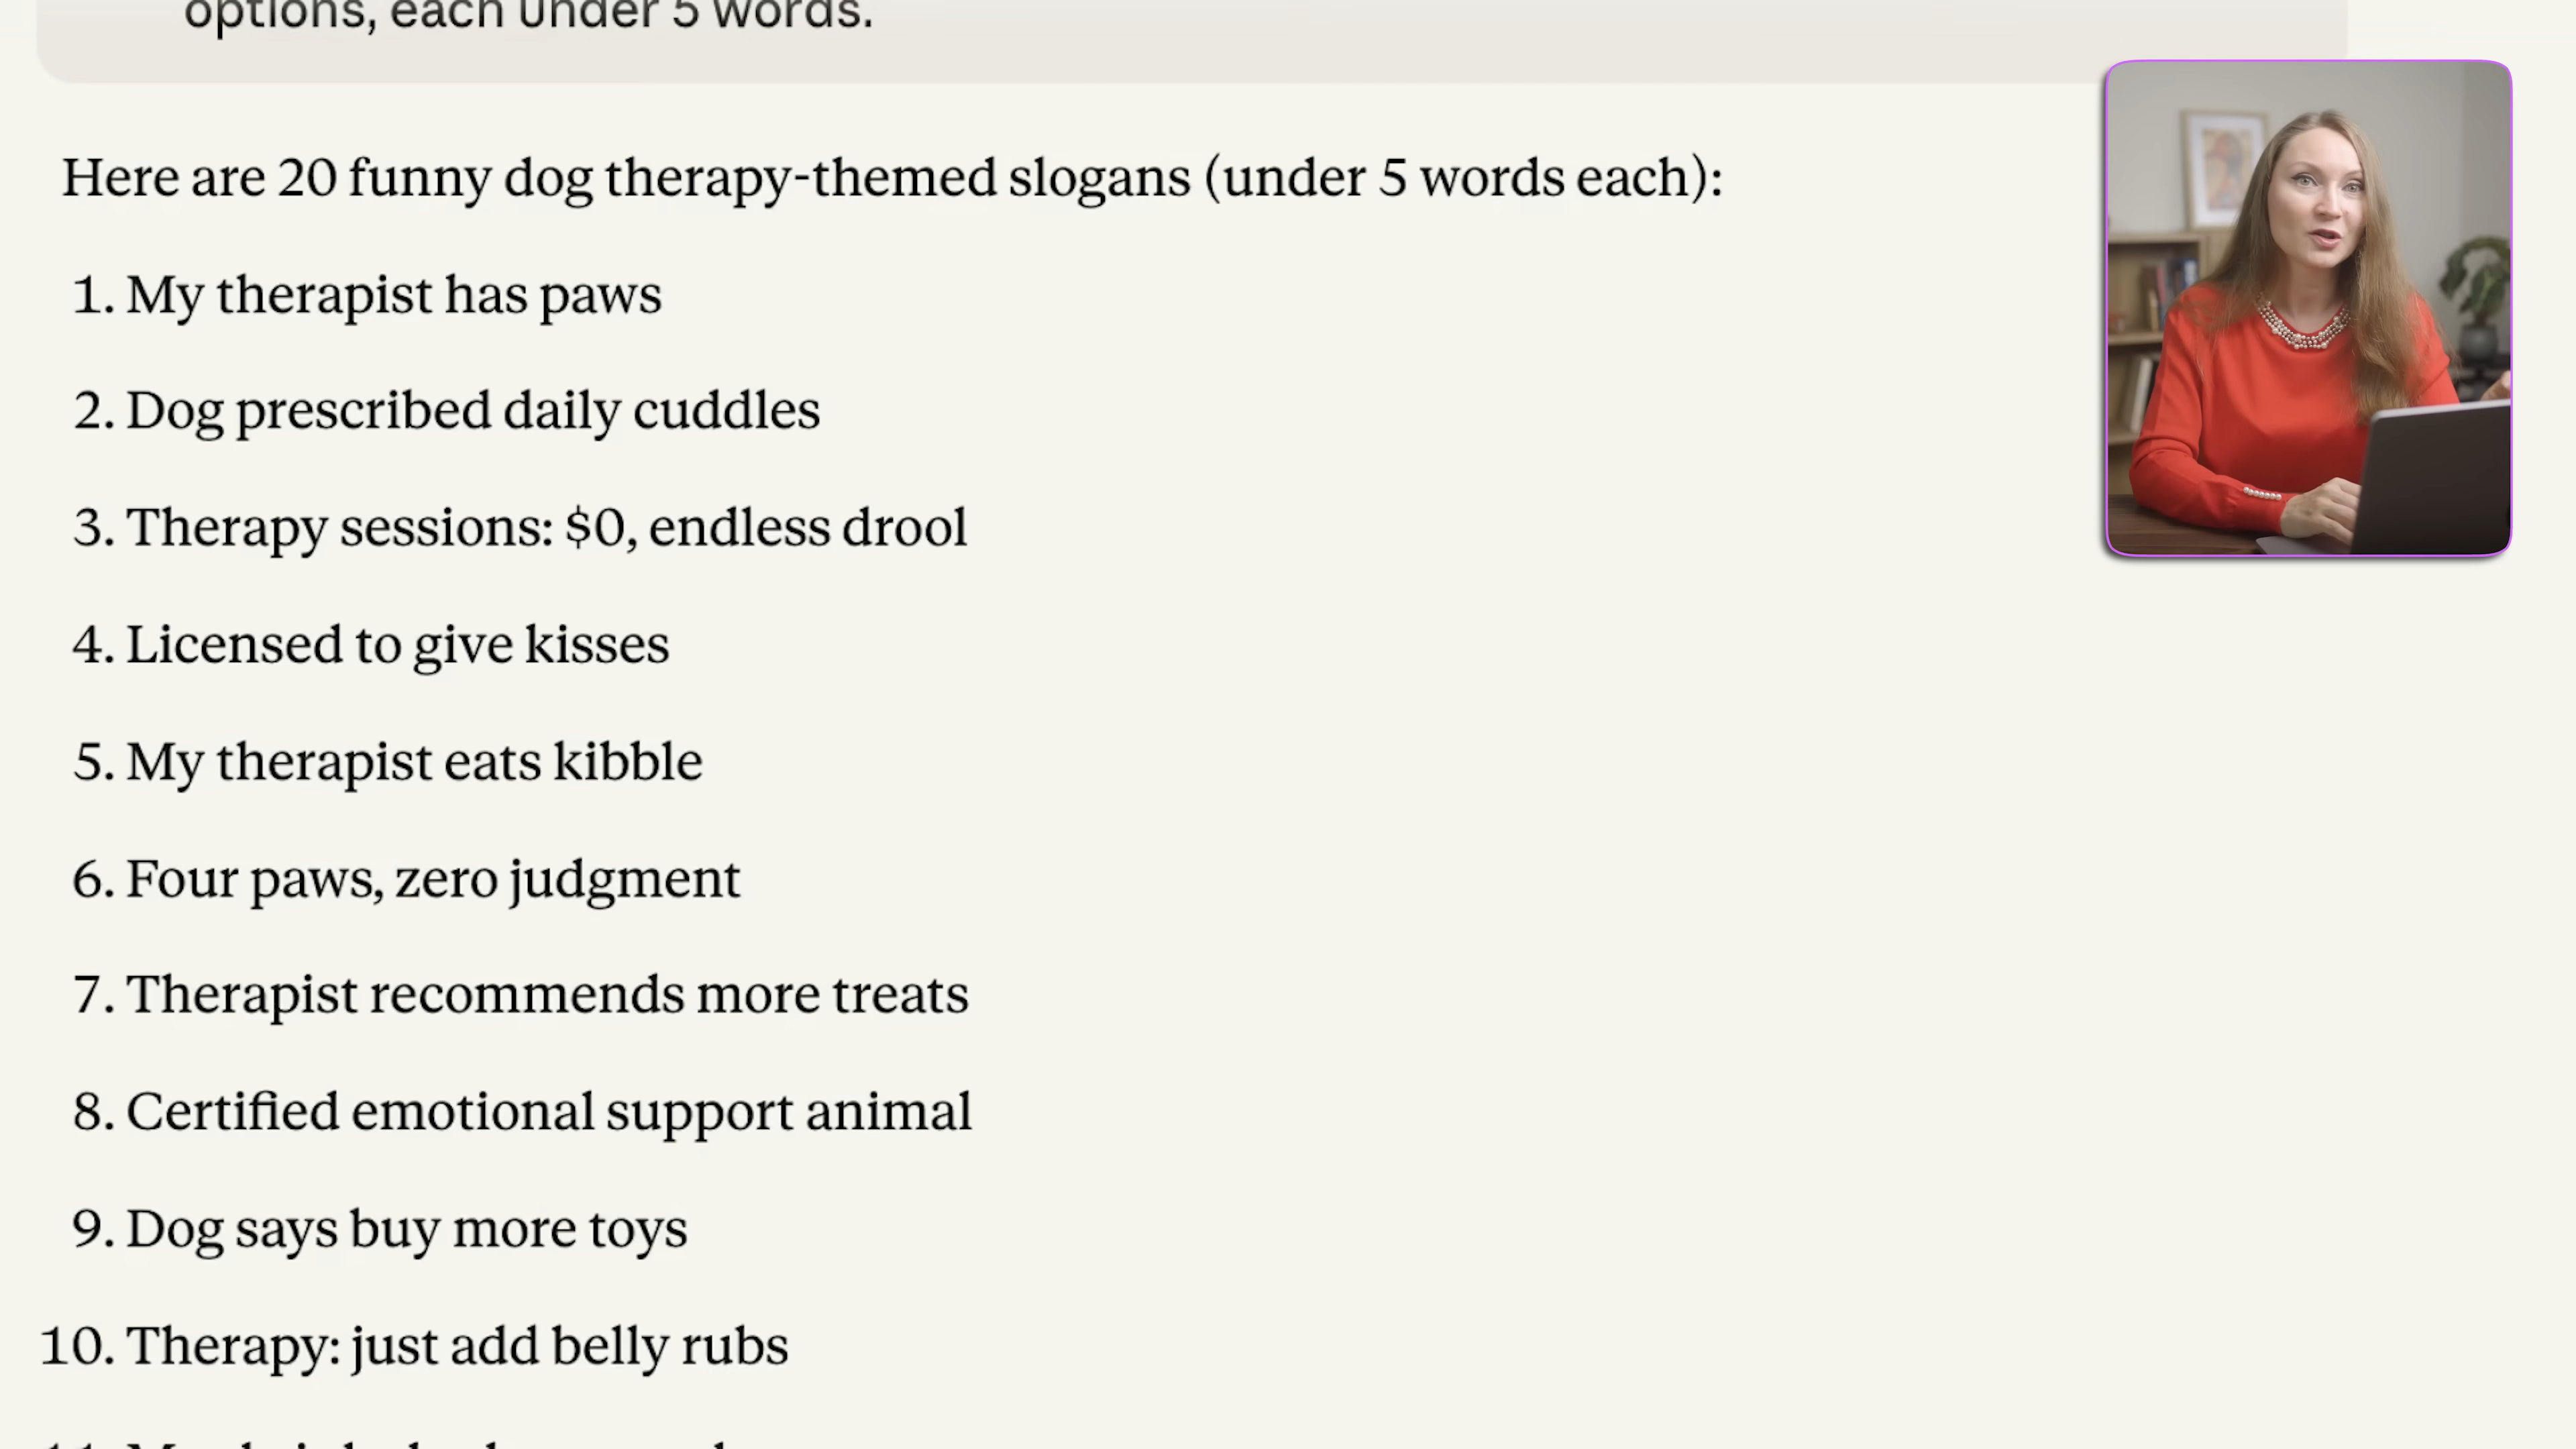 options, each under 5 words.
Here are 20 funny dog therapy-themed slogans (under 5 words each):
1. My therapist has paws
2. Dog prescribed daily cuddles
3. Therapy sessions: $0, endless drool
4. Licensed to give kisses
5. My therapist eats kibble
6. Four paws, zero judgment
7. Therapist recommends more treats
8. Certified emotional support animal
9. Dog says buy more toys
10. Therapy: just add belly rubs